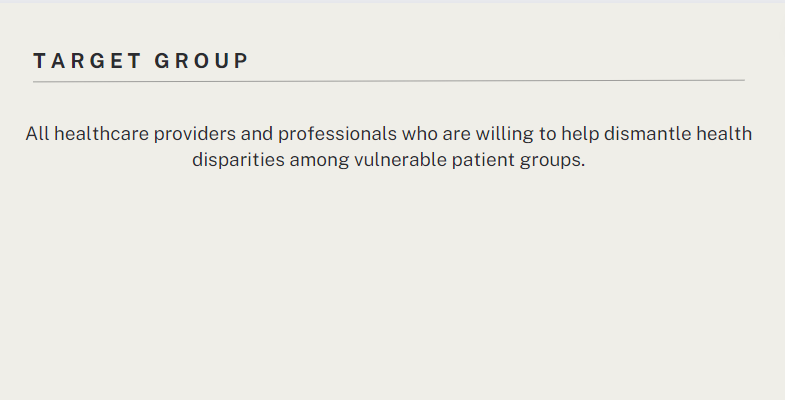 TARGET GROUP
All healthcare providers and professionals who are willing to help dismantle health
disparities among vulnerable patient groups.